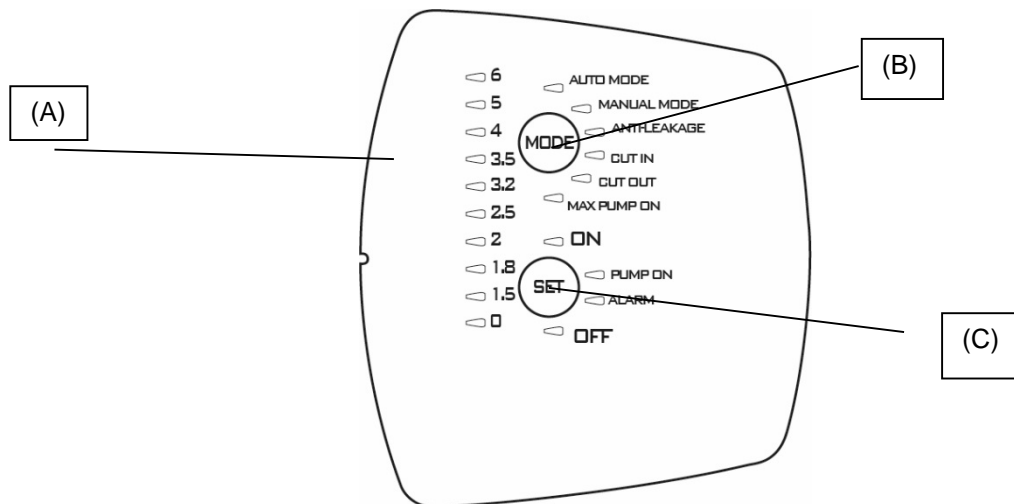 (A)
(B)
(C)
6
5
4
3.5
3.2
2.5
2
1.8
1.5
0
AUTO MODE
MANUAL MODE
ANTI-LEAKAGE
MODE
CUT IN
CUT OUT
MAX PUMP ON
ON
SET
PUMP ON
ALARM
OFF